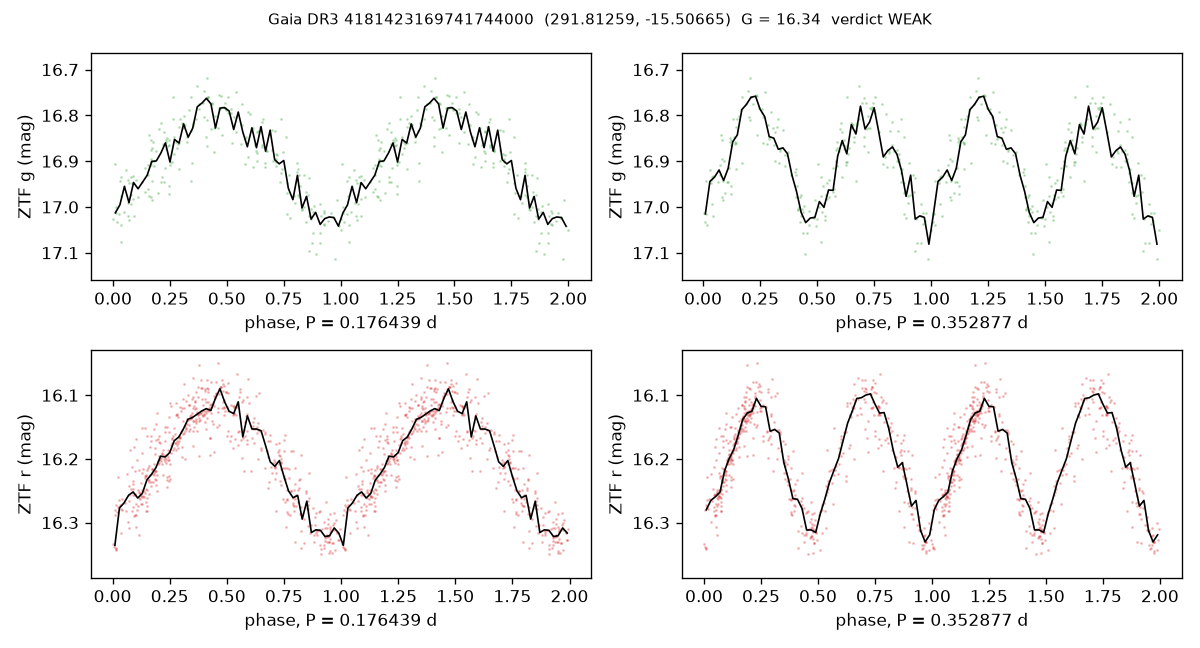 Gaia DR3 4181423169741744000 (291.81259, -15.50665) G = 16.34 verdict WEAK
ZTF g (mag)
16.7
16.8
16.9
17.0
17.1
0.00 0.25 0.50 0.75 1.00 1.25 1.50 1.75 2.00
phase, P = 0.176439 d
ZTF g (mag)
16.7
16.8
16.9
17.0
17.1
0.00 0.25 0.50 0.75 1.00 1.25 1.50 1.75 2.00
phase, P = 0.352877 d
ZTF r (mag)
16.1
16.2
16.3
0.00 0.25 0.50 0.75 1.00 1.25 1.50 1.75 2.00
phase, P = 0.176439 d
ZTF r (mag)
16.1
16.2
16.3
0.00 0.25 0.50 0.75 1.00 1.25 1.50 1.75 2.00
phase, P = 0.352877 d